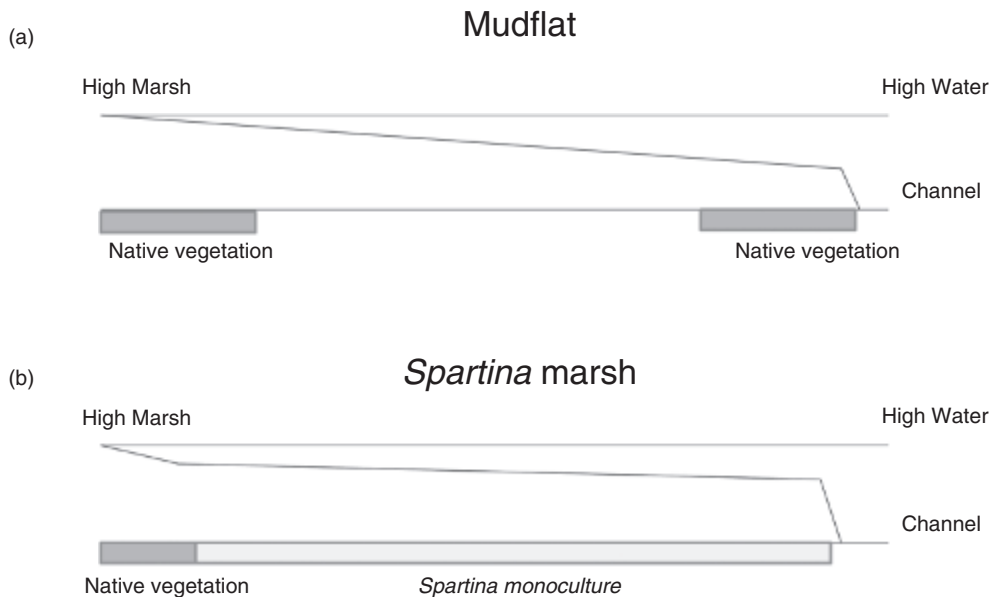 (a)
Mudflat
High Marsh
High Water
Channel
Native vegetation
Native vegetation
(b)
Spartina marsh
High Marsh
High Water
Channel
Native vegetation
Spartina monoculture